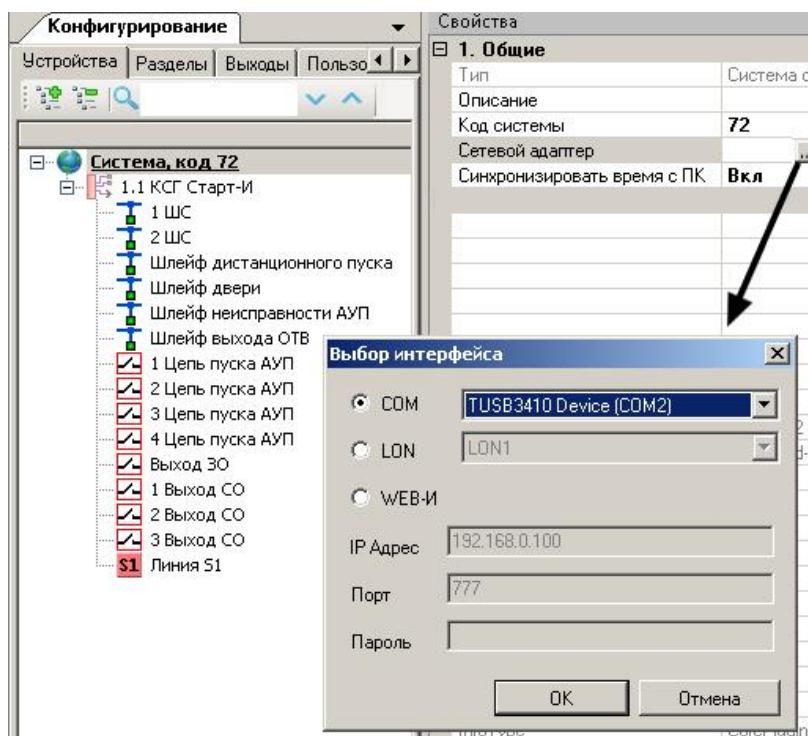 Конфигурирование
Устройства Разделы Выходы Пользо
Система, код 72
1.1 КСГ Старт-И
1 ШС
2 ШС
Шлейф дистанционного пуска
Шлейф двери
Шлейф неисправности АУП
Шлейф выхода ОТВ
1 Цепь пуска АУП
2 Цепь пуска АУП
3 Цепь пуска АУП
4 Цепь пуска АУП
Выход ЗО
1 Выход СО
2 Выход СО
3 Выход СО
S1 Линия S1
Свойства
1. Общие
Тип Система с
Описание
Код системы 72
Сетевой адаптер ...
Синхронизировать время с ПК Вкл
Выбор интерфейса
COM TUSB3410 Device (COM2)
LON LON1
WEB-И
IP Адрес 192.168.0.100
Порт 777
Пароль
OK Отмена